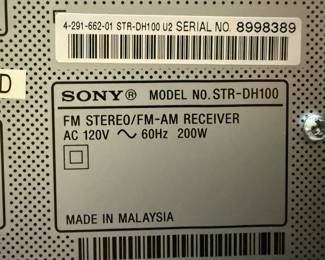 4-291-662-01 STR-DH100 U2 SERIAL NO. 8998389
D
SONY® MODEL NO. STR-DH100
FM STEREO/FM-AM RECEIVER
AC 120V ~ 60Hz 200W
MADE IN MALAYSIA